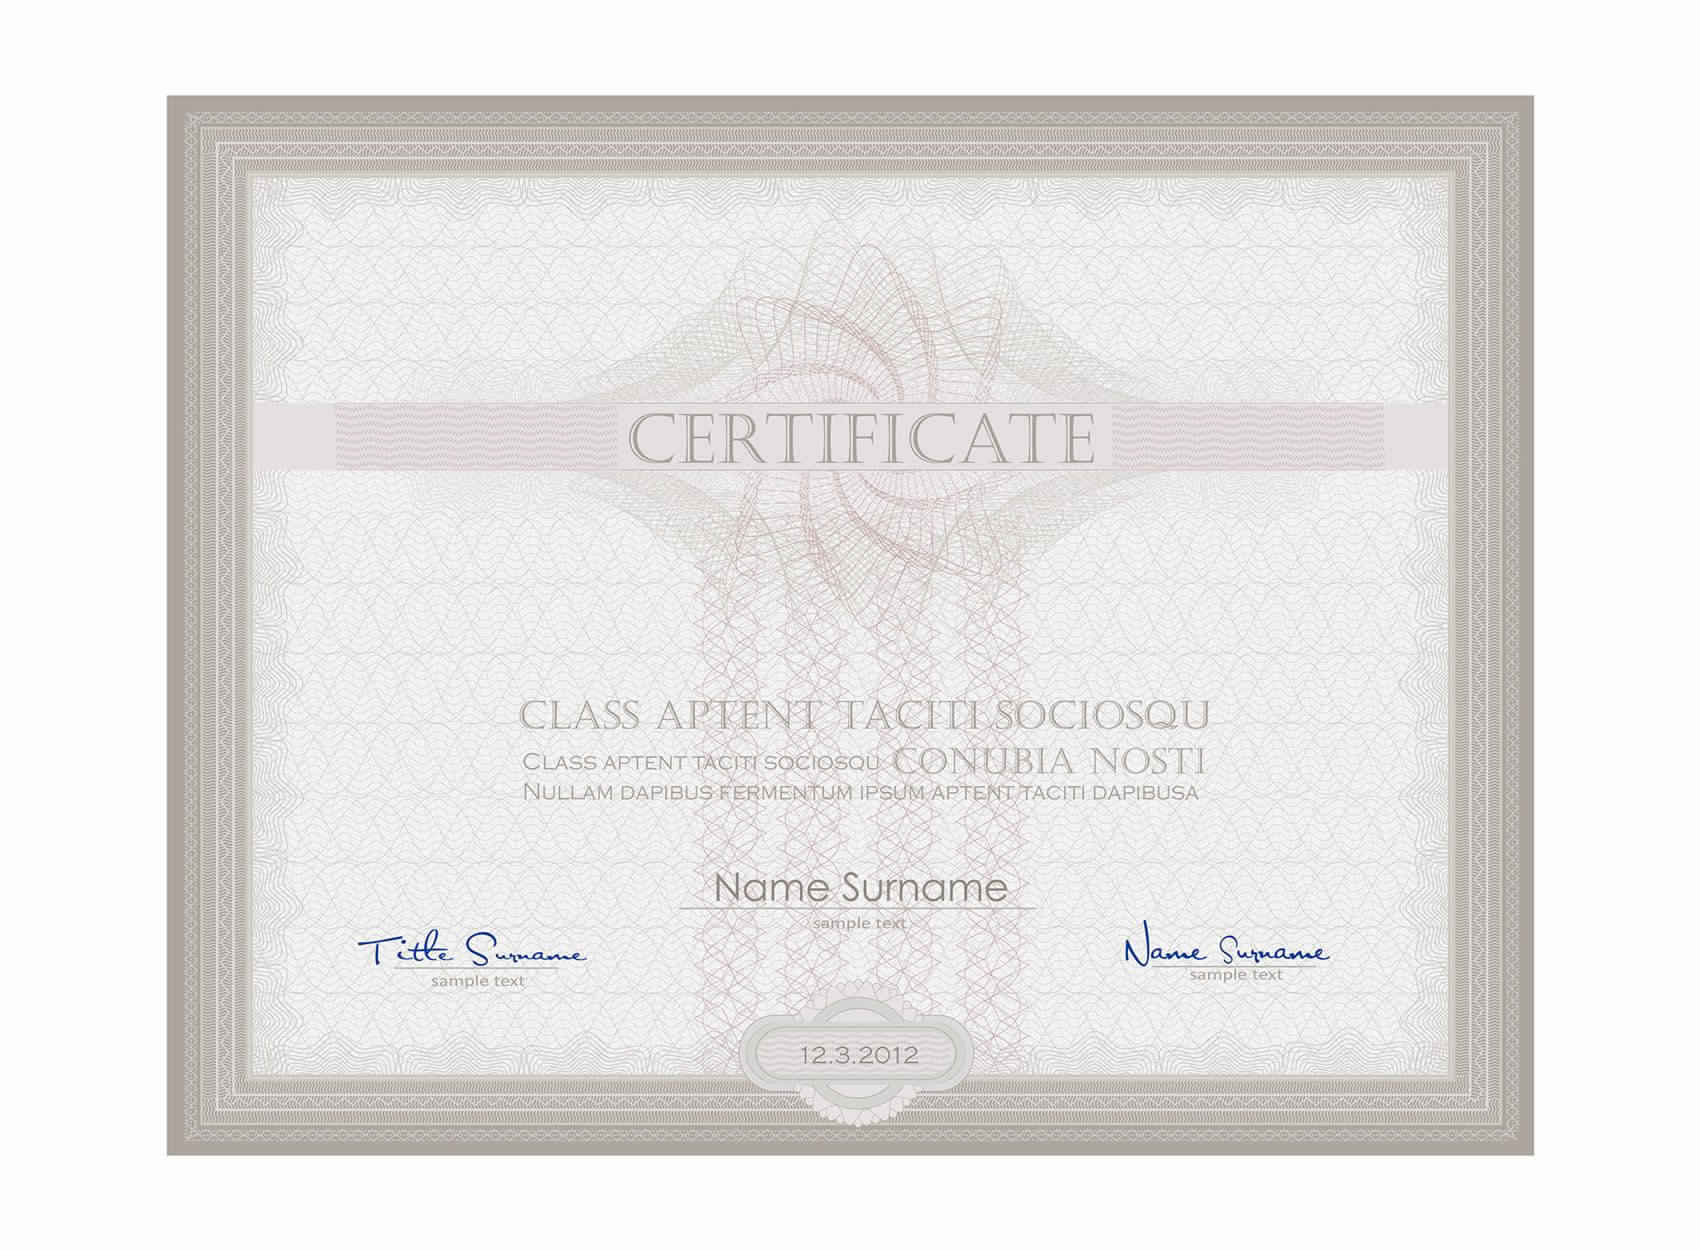 CERTIFICATE
CLASS APTENT TACITI SOCIOSQU
CLASS APTENT TACITI SOCIOSQU CONUBIA NOSTI
NULLAM DAPIBUS FERMENTUM IPSUM APTENT TACITI DAPIBUSA
Name Surname
sample text
Title Surname
sample text
Name Surname
sample text
12.3.2012